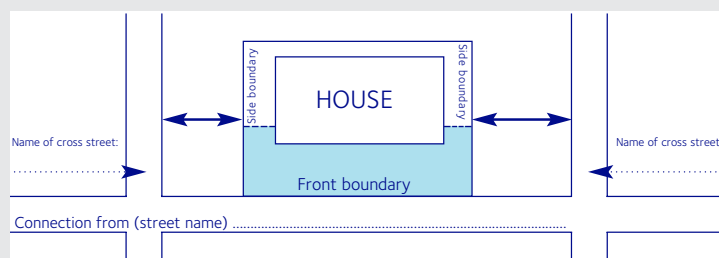 Side boundary
Side boundary
HOUSE
Name of cross street:
Name of cross street
Front boundary
Connection from (street name)